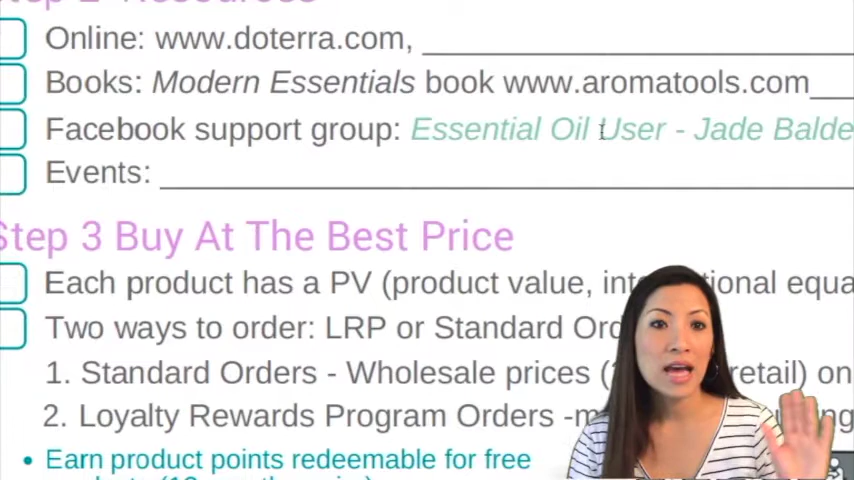 Step 2 Resources
Online: www.doterra.com,
Books: Modern Essentials book www.aromatools.com
Facebook support group: Essential Oil User - Jade Balde
Events:
Step 3 Buy At The Best Price
Each product has a PV (product value, equa
Two ways to order: LRP or Standard Ord
1. Standard Orders - Wholesale prices ( retail) on
2. Loyalty Rewards Program Orders -m
Earn product points redeemable for free